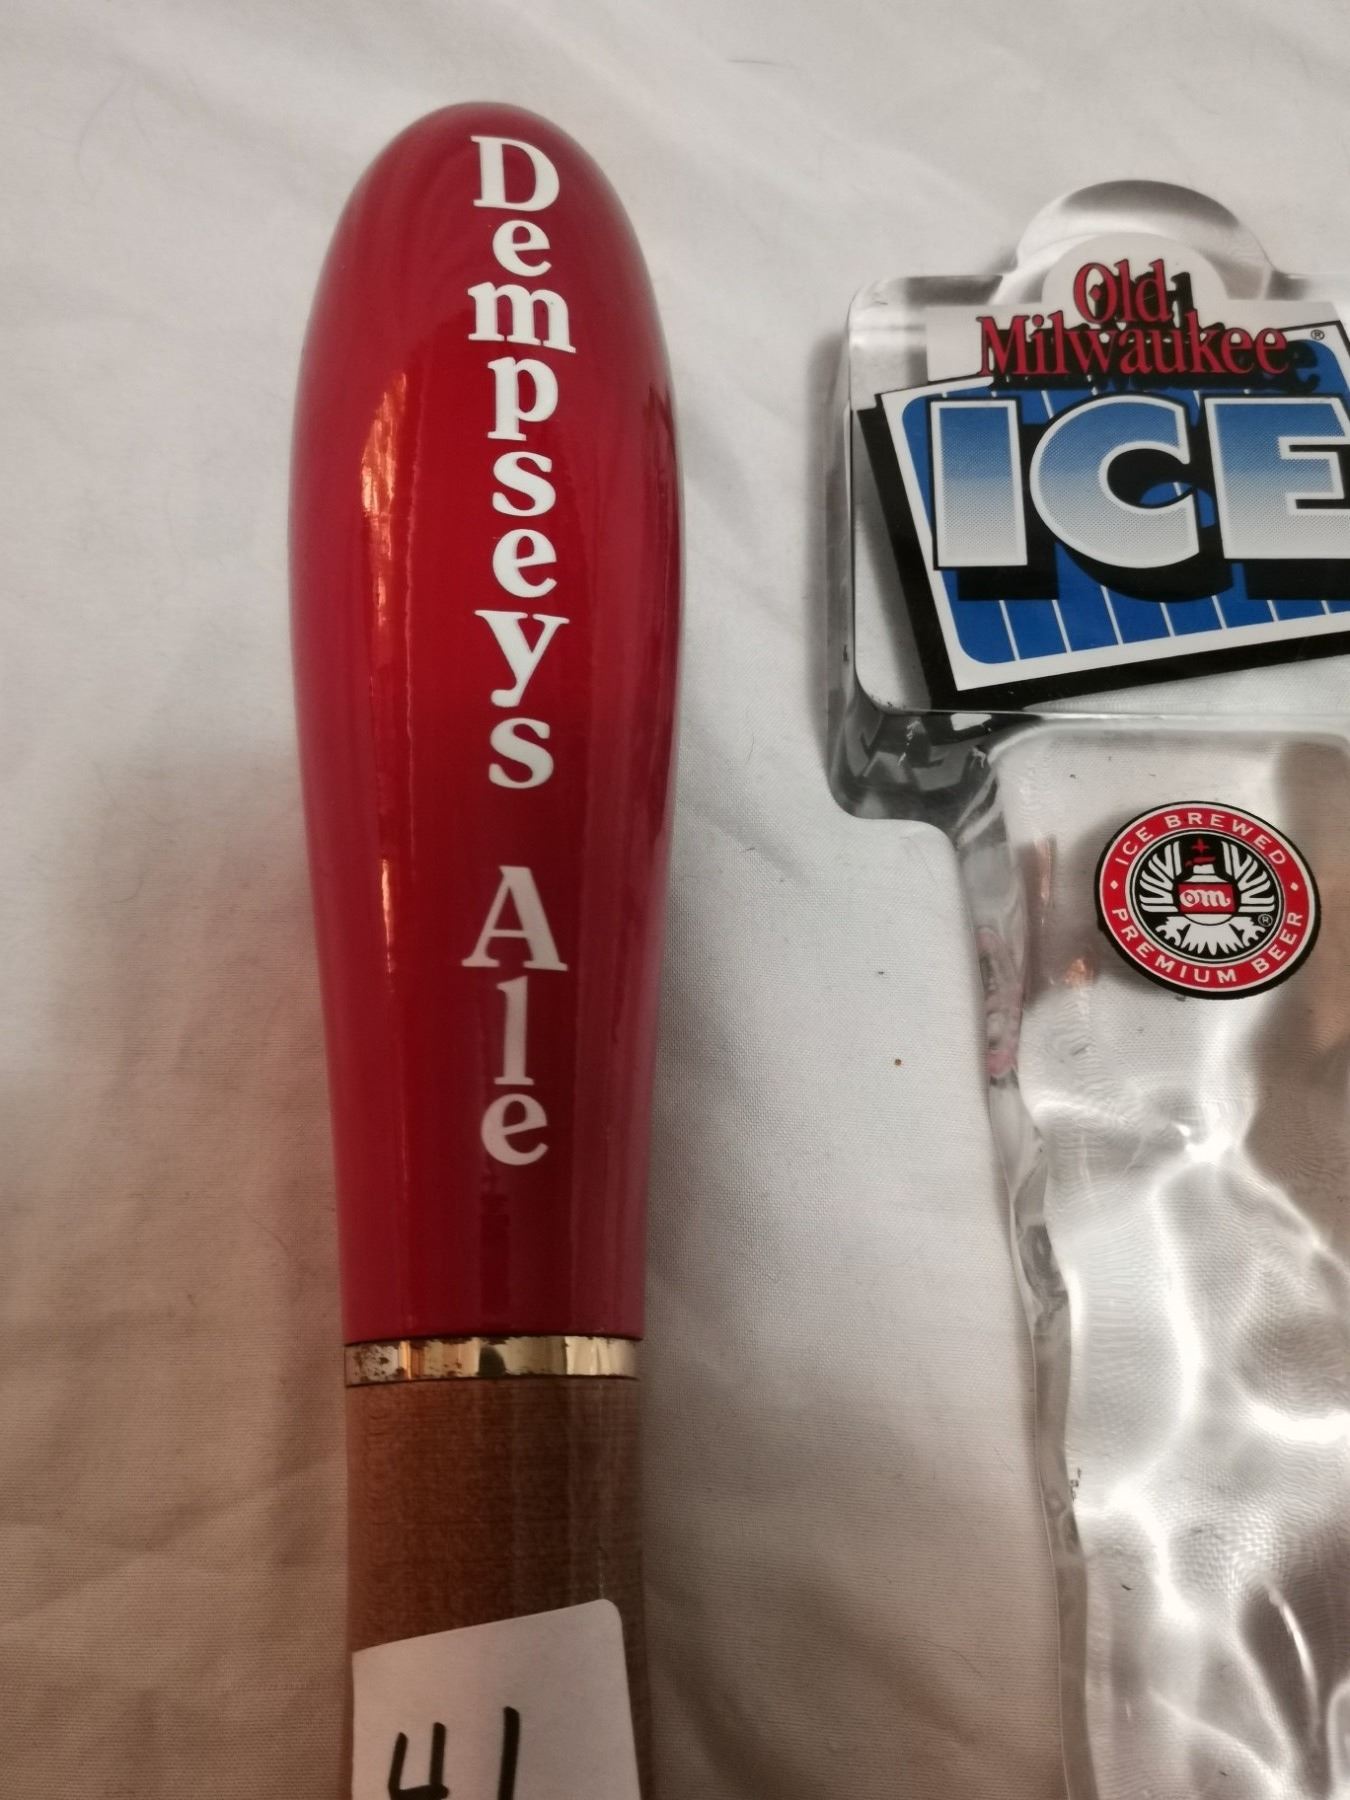 Dempseys Ale
41
Old
Milwaukee®
ICE
ICE BREWED
om ®
PREMIUM BEER